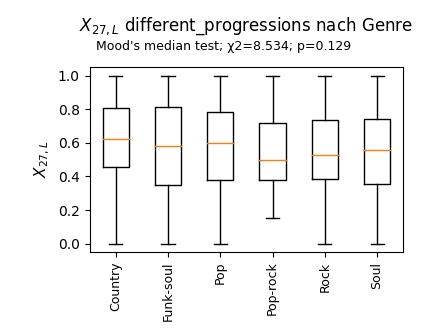 X27,L different_progressions nach Genre
Mood's median test; χ2=8.534; p=0.129
X27,L
1.0
0.8
0.6
0.4
0.2
0.0
Country
Funk-soul
Pop
Pop-rock
Rock
Soul